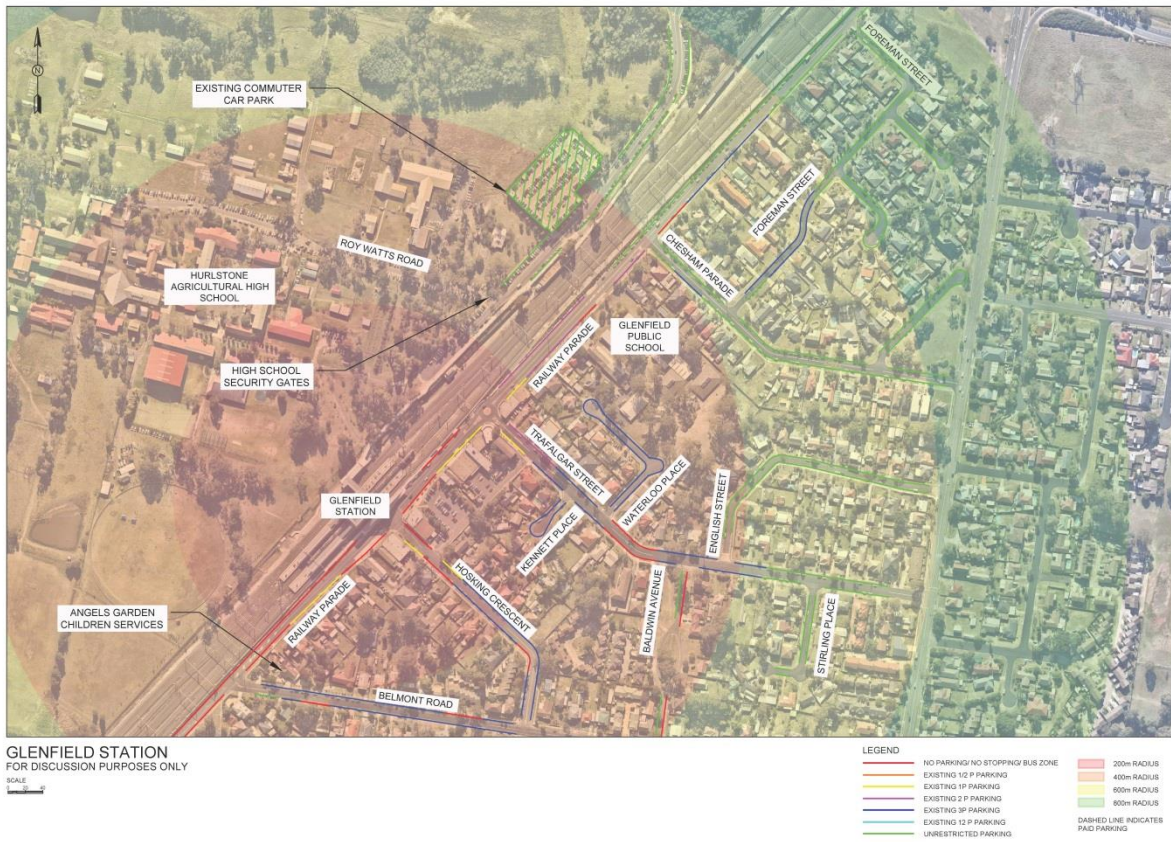 N
FOREMAN STREET
EXISTING COMMUTER
CAR PARK
FOREMAN STREET
ROY WATTS ROAD
CHESHAM PARADE
HURLSTONE
AGRICULTURAL HIGH
SCHOOL
GLENFIELD
PUBLIC
SCHOOL
RAILWAY PARADE
HIGH SCHOOL
SECURITY GATES
TRAFALGAR STREET
WATERLOO PLACE
ENGLISH STREET
GLENFIELD
STATION
KENNETT PLACE
HOSKING CRESCENT
BALDWIN AVENUE
STIRLING PLACE
RAILWAY PARADE
ANGELS GARDEN
CHILDREN SERVICES
BELMONT ROAD
GLENFIELD STATION
FOR DISCUSSION PURPOSES ONLY
SCALE
LEGEND
NO PARKING/ NO STOPPING/ BUS ZONE
EXISTING 1/2 P PARKING
EXISTING 1P PARKING
EXISTING 2 P PARKING
EXISTING 3P PARKING
EXISTING 12 P PARKING
UNRESTRICTED PARKING
200m RADIUS
400m RADIUS
600m RADIUS
800m RADIUS
DASHED LINE INDICATES
PAID PARKING